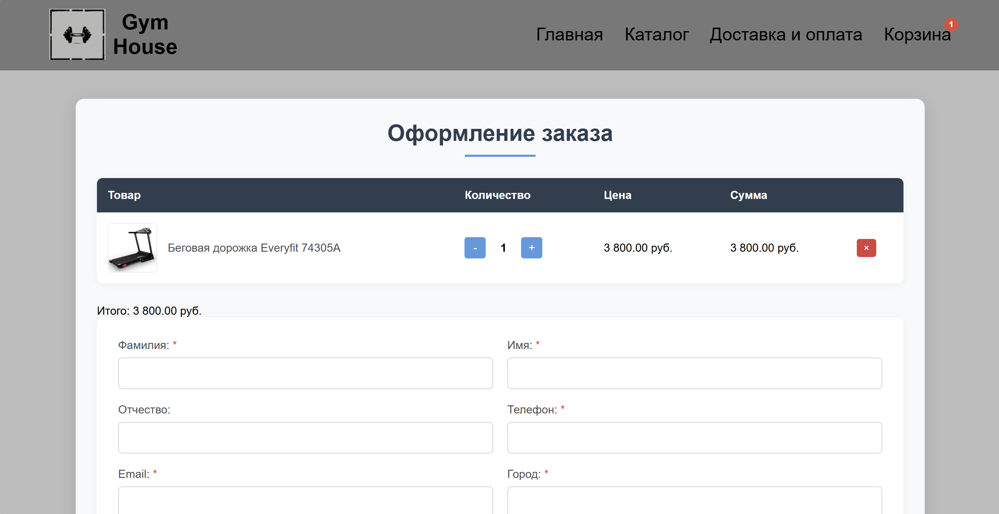 Gym
House
Главная Каталог Доставка и оплата Корзина 1
Оформление заказа
Товар Количество Цена Сумма
Беговая дорожка Everyfit 74305A - 1 + 3 800.00 руб. 3 800.00 руб. ×
Итого: 3 800.00 руб.
Фамилия: * Имя: *
Отчество: Телефон: *
Email: * Город: *